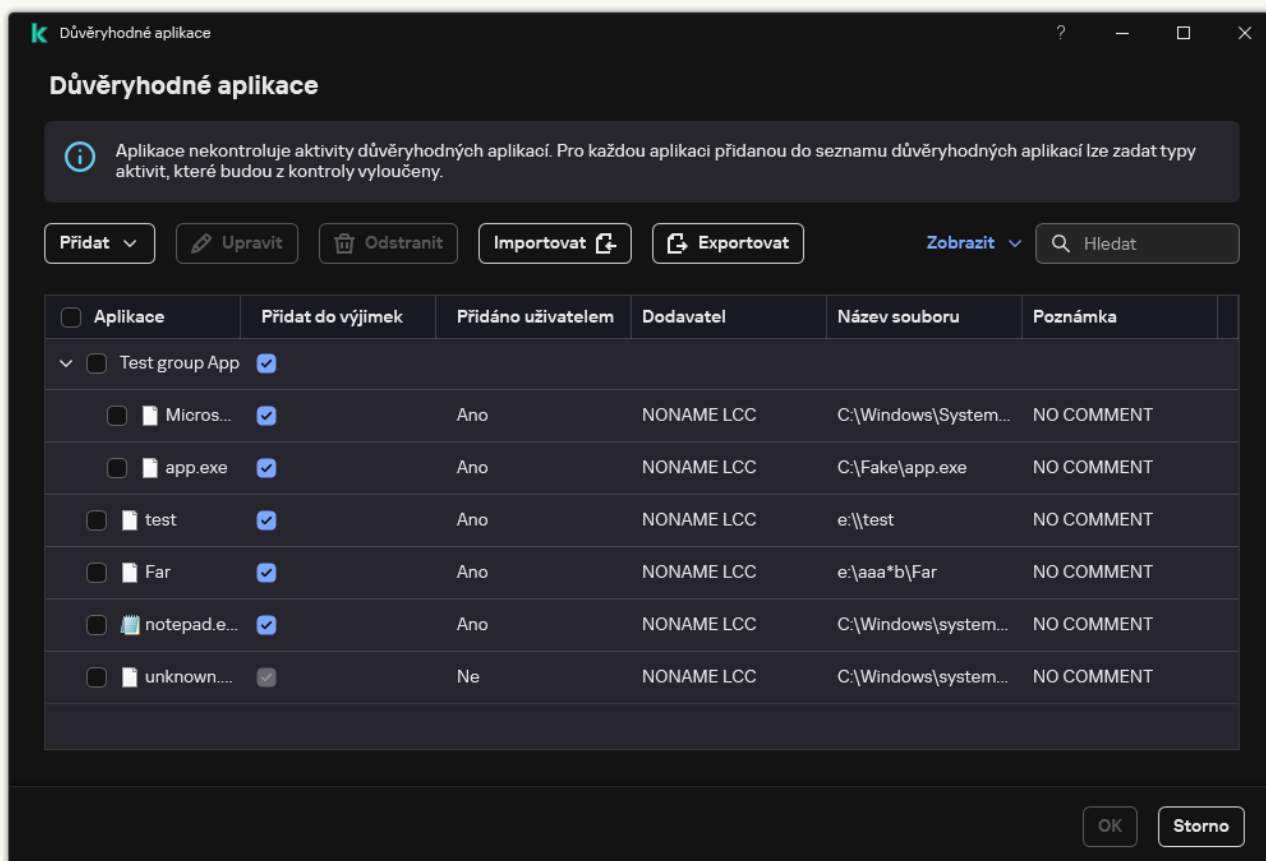 Důvěryhodné aplikace
Důvěryhodné aplikace
Aplikace nekontroluje aktivity důvěryhodných aplikací. Pro každou aplikaci přidanou do seznamu důvěryhodných aplikací lze zadat typy
aktivit, které budou z kontroly vyloučeny.
Přidat Upravit Odstranit Importovat Exportovat Zobrazit Hledat
Aplikace Přidat do výjimek Přidáno uživatelem Dodavatel Název souboru Poznámka
Test group App
Micros... Ano NONAME LCC C:\Windows\System... NO COMMENT
app.exe Ano NONAME LCC C:\Fake\app.exe NO COMMENT
test Ano NONAME LCC e:\\test NO COMMENT
Far Ano NONAME LCC e:\aaa*b\Far NO COMMENT
notepad.e... Ano NONAME LCC C:\Windows\system... NO COMMENT
unknown.... Ne NONAME LCC C:\Windows\system... NO COMMENT
OK Storno